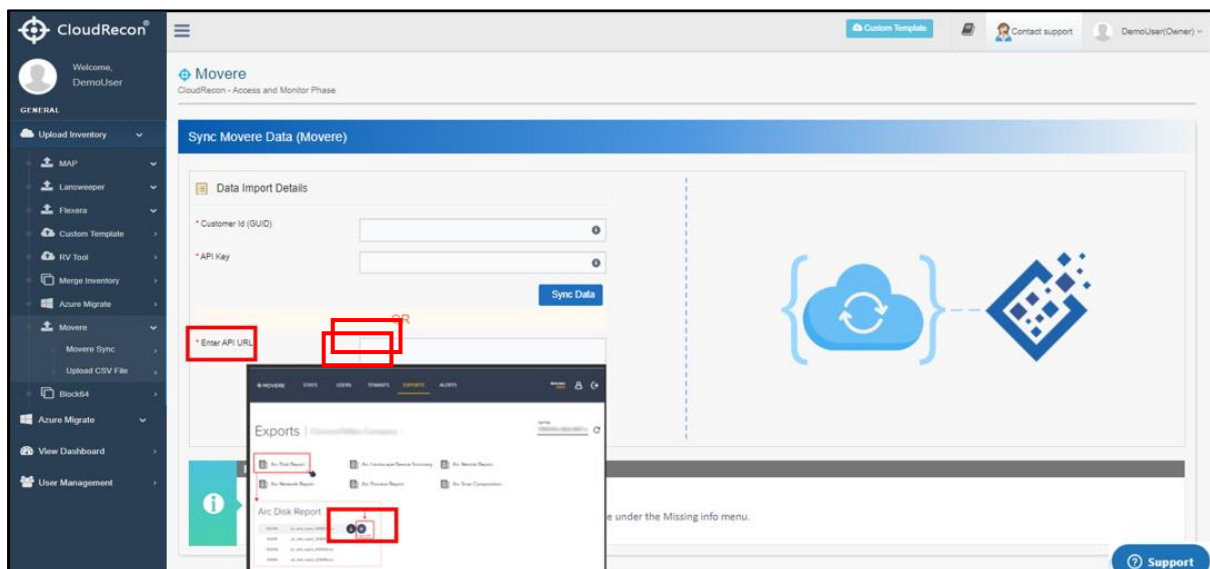 CloudRecon®
Custom Template
Contact support
DemoUser(Owner)
Welcome,
DemoUser
GENERAL
Upload Inventory
MAP
Lansweeper
Flexera
Custom Template
RV Tool
Merge Inventory
Azure Migrate
Movere
Movere Sync
Upload CSV File
Block64
Azure Migrate
View Dashboard
User Management
Movere
CloudRecon - Access and Monitor Phase
Sync Movere Data (Movere)
Data Import Details
* Customer Id (GUID)
* API Key
Sync Data
OR
* Enter API URL
MOVERE STATS USERS TENANTS EXPORTS ALERTS
Exports
Arc Disk Report Arc Landscape Device Summary Arc Service Report
Arc Network Report Arc Process Report Arc Scan Composition
Arc Disk Report
e under the Missing info menu.
Support